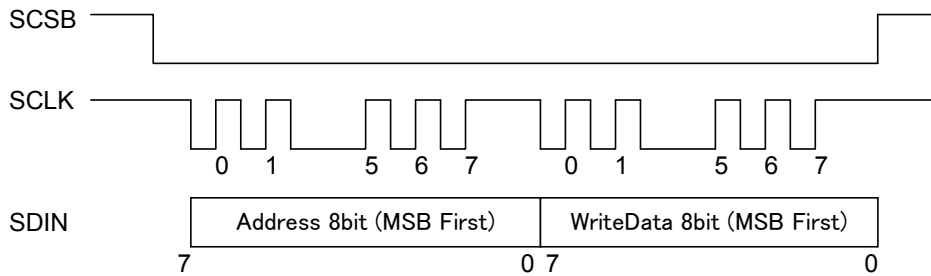 SCSB
SCLK
0 1 5 6 7 0 1 5 6 7
SDIN Address 8bit (MSB First) WriteData 8bit (MSB First)
7 0 7 0